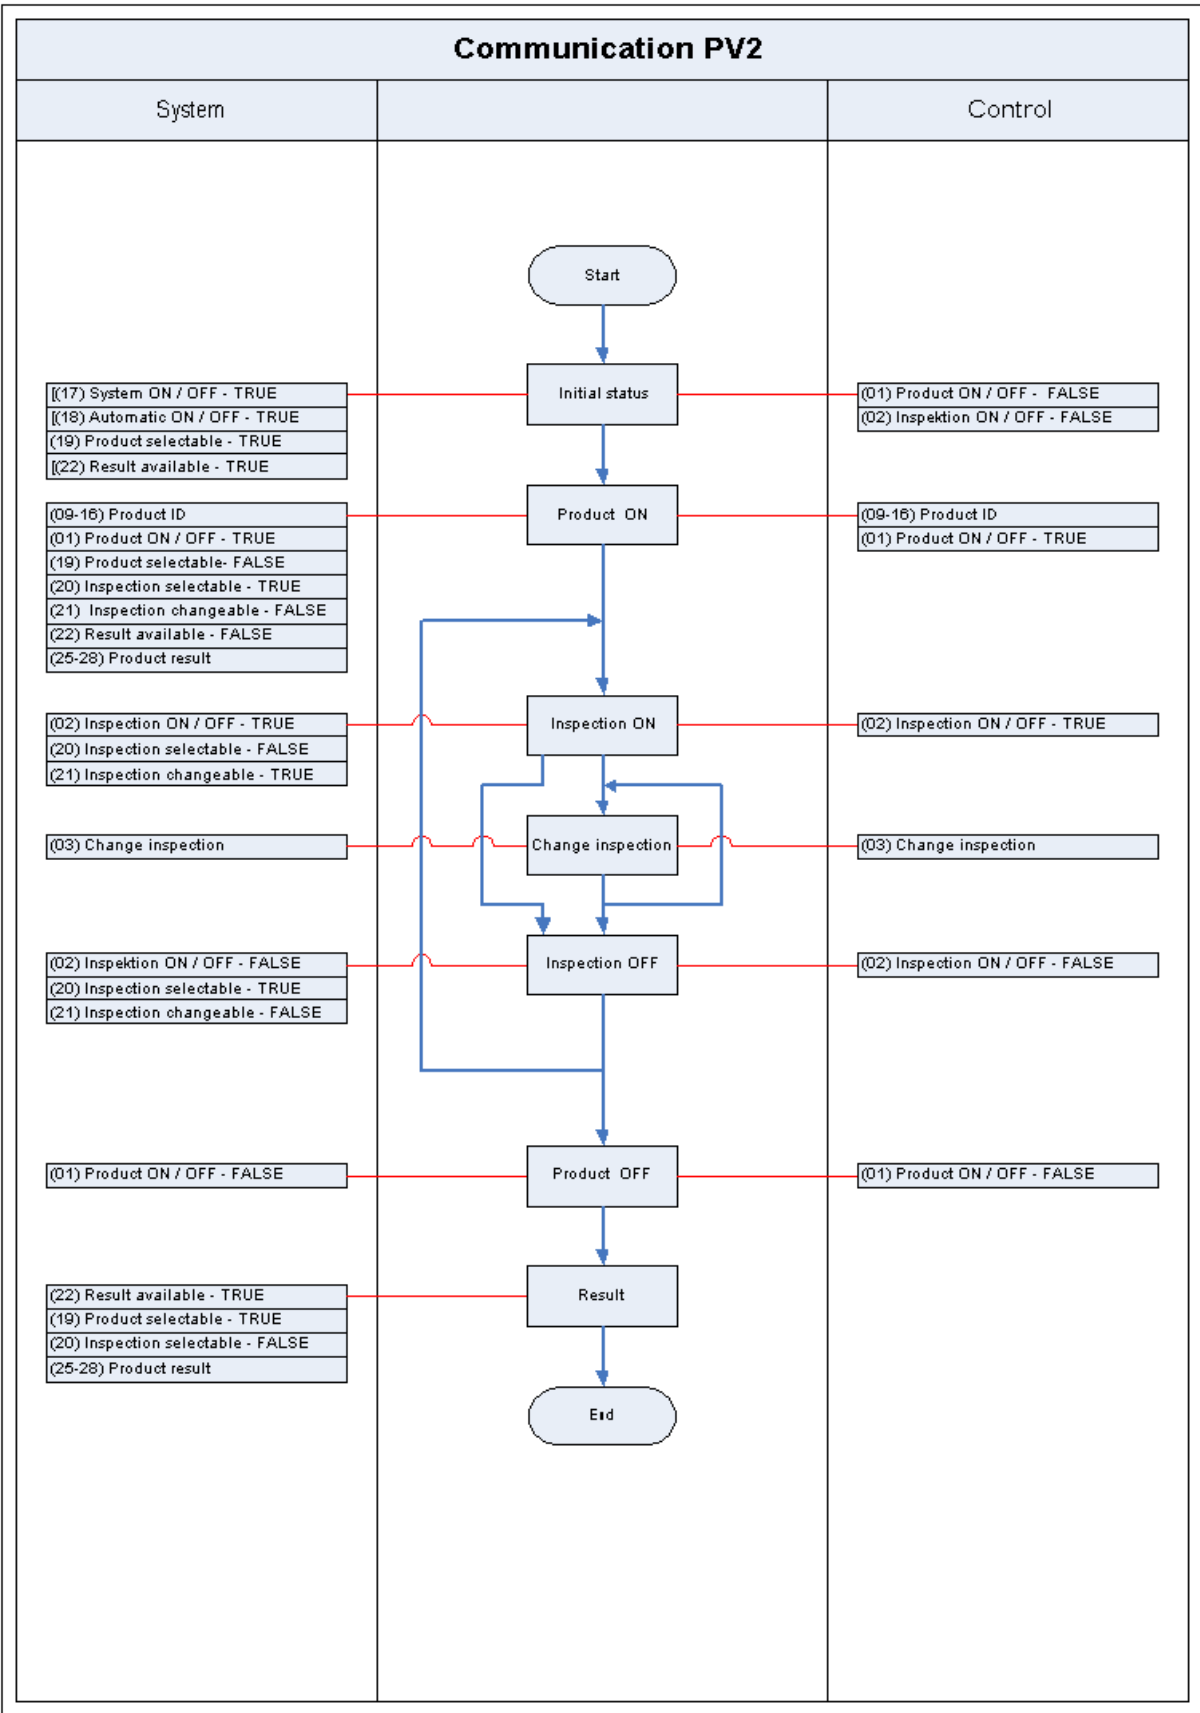 Communication PV2
System
Control
Start
Initial status
[(17) System ON / OFF - TRUE
[(18) Automatic ON / OFF - TRUE
(19) Product selectable - TRUE
[(22) Result available - TRUE
(01) Product ON / OFF - FALSE
(02) Inspektion ON / OFF - FALSE
Product ON
(09-16) Product ID
(01) Product ON / OFF - TRUE
(19) Product selectable- FALSE
(20) Inspection selectable - TRUE
(21) Inspection changeable - FALSE
(22) Result available - FALSE
(25-28) Product result
(09-16) Product ID
(01) Product ON / OFF - TRUE
Inspection ON
(02) Inspection ON / OFF - TRUE
(20) Inspection selectable - FALSE
(21) Inspection changeable - TRUE
(02) Inspection ON / OFF - TRUE
Change inspection
(03) Change inspection
(03) Change inspection
Inspection OFF
(02) Inspektion ON / OFF - FALSE
(20) Inspection selectable - TRUE
(21) Inspection changeable - FALSE
(02) Inspection ON / OFF - FALSE
Product OFF
(01) Product ON / OFF - FALSE
(01) Product ON / OFF - FALSE
Result
(22) Result available - TRUE
(19) Product selectable - TRUE
(20) Inspection selectable - FALSE
(25-28) Product result
End